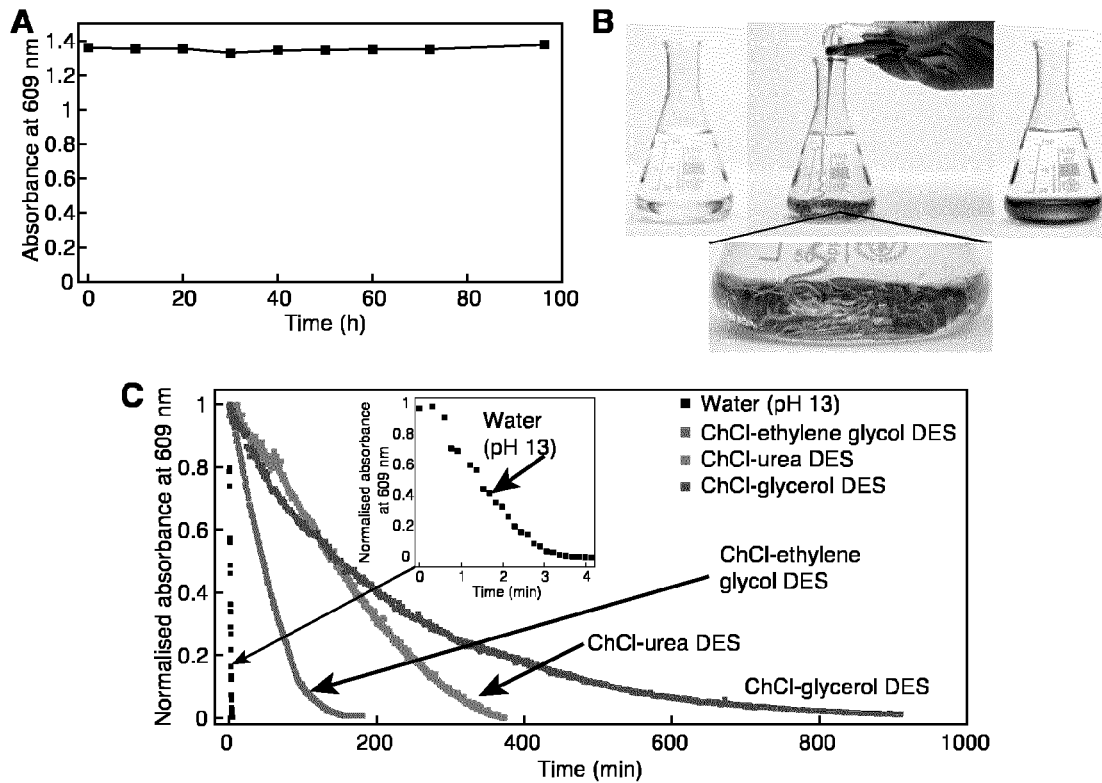 A
Absorbance at 609 nm
1.4
1.2
1
0.8
0.6
0.4
0.2
0
0 20 40 60 80 100
Time (h)
B
C
Normalised absorbance at 609 nm
1
0.8
0.6
0.4
0.2
0
0 200 400 600 800 1000
Time (min)
Normalised absorbance
at 609 nm
1
0.8
0.6
0.4
0.2
0
0 1 2 3 4
Time (min)
Water
(pH 13)
Water (pH 13)
ChCl-ethylene glycol DES
ChCl-urea DES
ChCl-glycerol DES
ChCl-ethylene
glycol DES
ChCl-urea DES
ChCl-glycerol DES